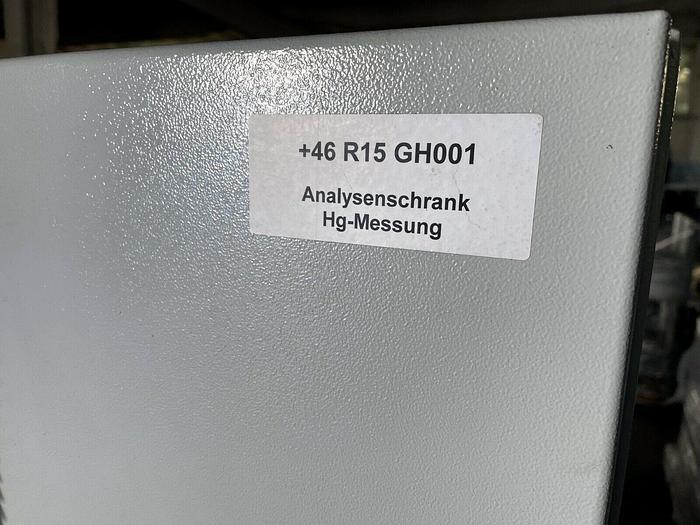 +46 R15 GH001
Analysenschrank
Hg-Messung